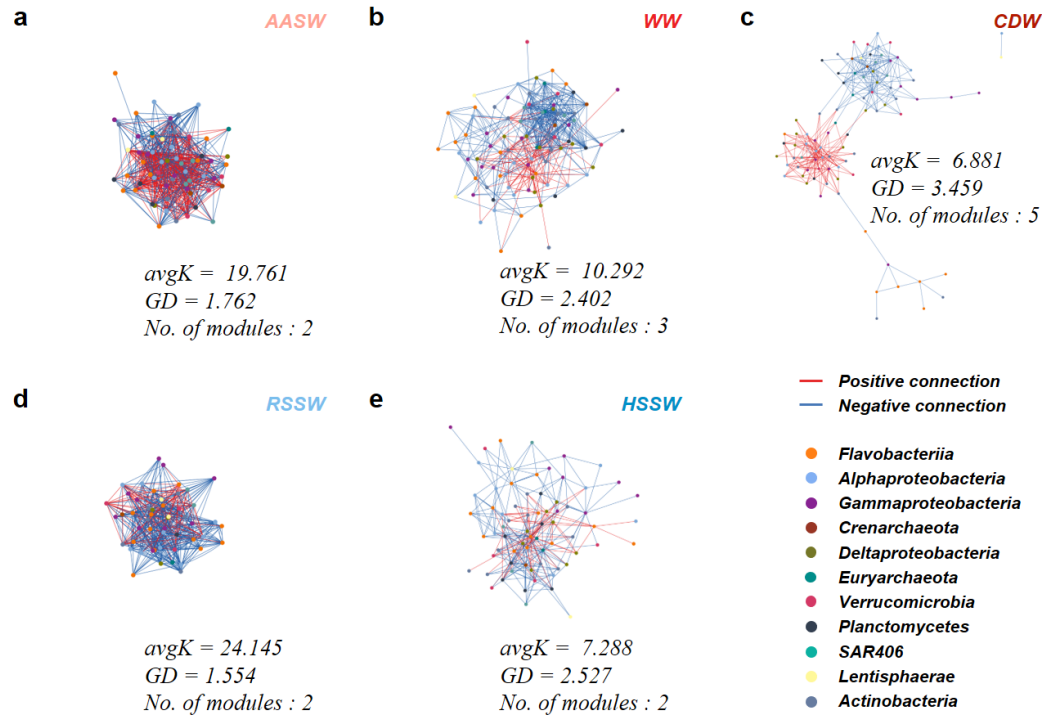 a
AASW
avgK = 19.761
GD = 1.762
No. of modules : 2
b
WW
avgK = 10.292
GD = 2.402
No. of modules : 3
c
CDW
avgK = 6.881
GD = 3.459
No. of modules : 5
d
RSSW
avgK = 24.145
GD = 1.554
No. of modules : 2
e
HSSW
avgK = 7.288
GD = 2.527
No. of modules : 2
Positive connection
Negative connection
Flavobacteriia
Alphaproteobacteria
Gammaproteobacteria
Crenarchaeota
Deltaproteobacteria
Euryarchaeota
Verrucomicrobia
Planctomycetes
SAR406
Lentisphaerae
Actinobacteria